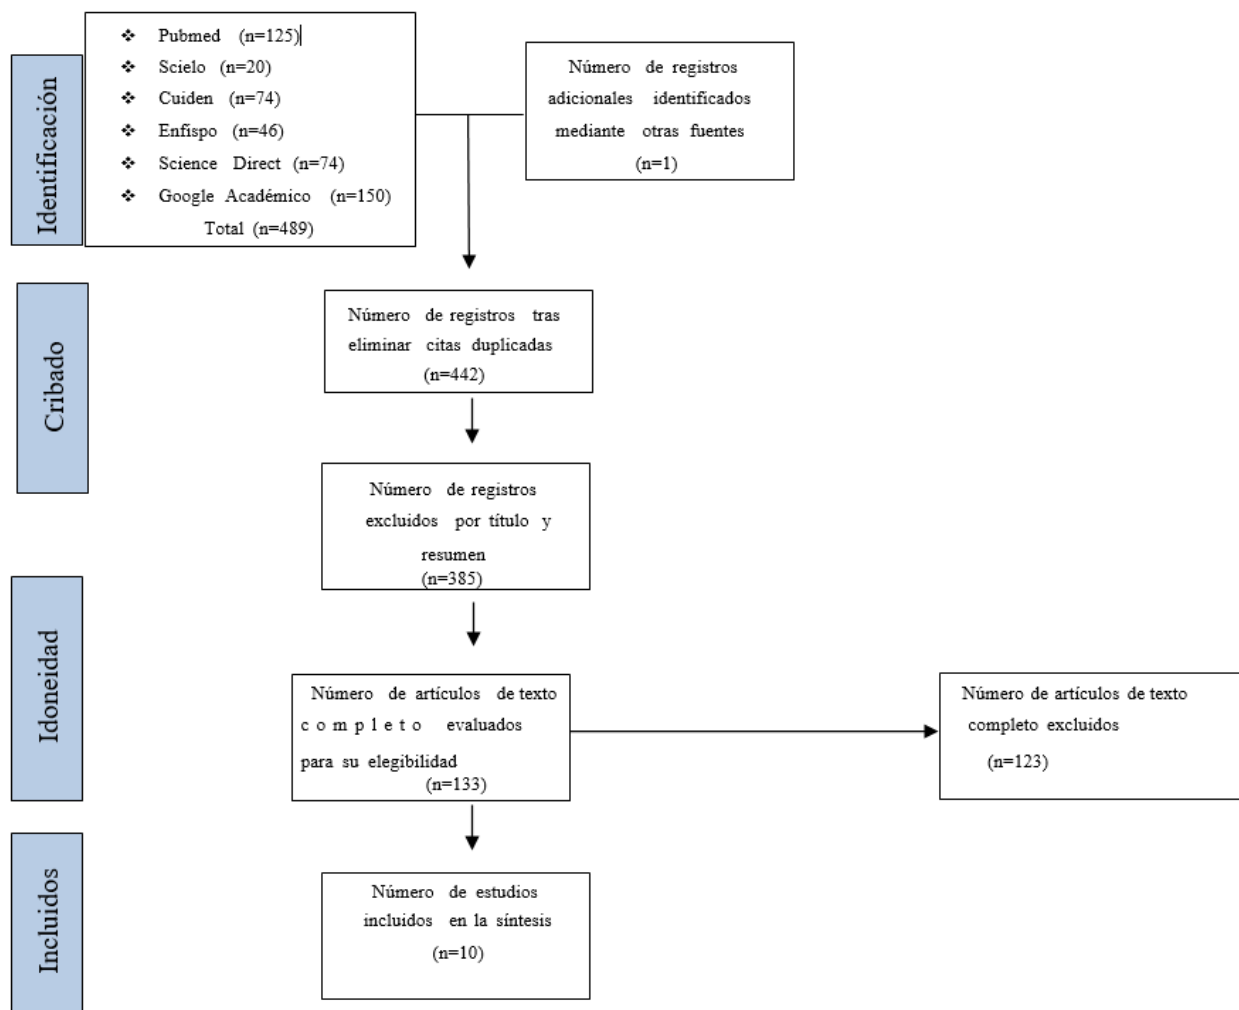 Identificación
❖ Pubmed (n=125)
❖ Scielo (n=20)
❖ Cuiden (n=74)
❖ Enfispo (n=46)
❖ Science Direct (n=74)
❖ Google Académico (n=150)
Total (n=489)
Número de registros
adicionales identificados
mediante otras fuentes
(n=1)
Cribado
Número de registros tras
eliminar citas duplicadas
(n=442)
Número de registros
excluidos por título y
resumen
(n=385)
Idoneidad
Número de artículos de texto
completo evaluados
para su elegibilidad
(n=133)
Número de artículos de texto
completo excluidos
(n=123)
Incluidos
Número de estudios
incluidos en la síntesis
(n=10)